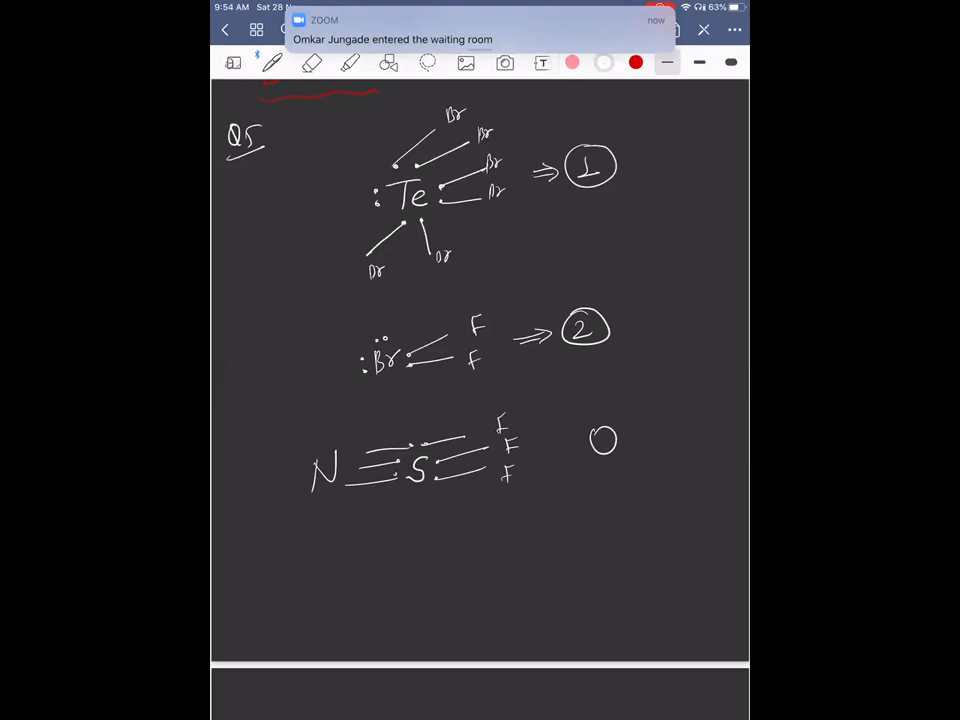 9:54 AM Sat 28 N
63%
ZOOM
now
Omkar Jungade entered the waiting room
T
Q5
Br
Br
Br
Br
: Te ⇒ 1
Br
Br
F
:Br ⇒ 2
F
F
F
N≡S
F
O